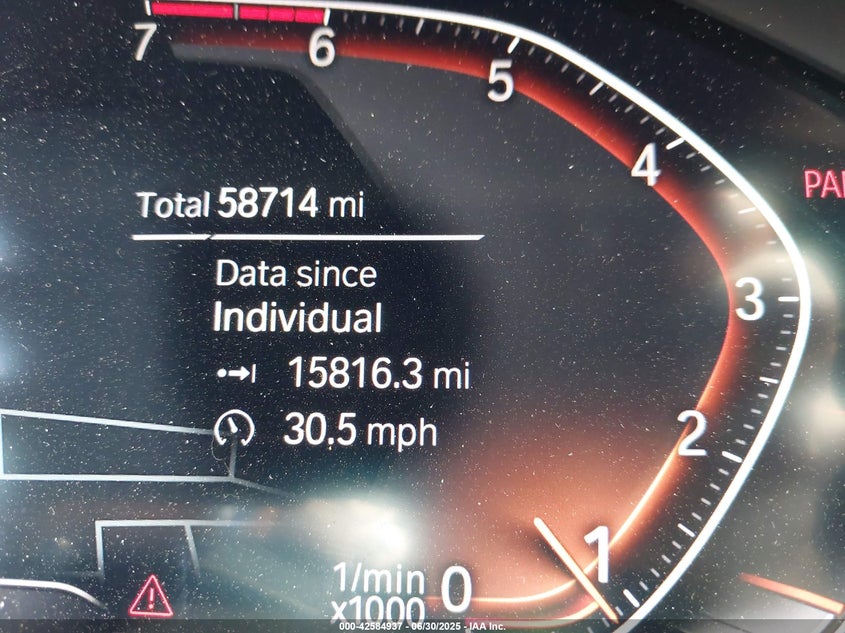 7
6
5
4
PA
Total 58714 mi
Data since
3
Individual
15816.3 mi
30.5 mph
2
1
1/min
x1000
0
000-42584937 - 06/30/2025 - IAA Inc.